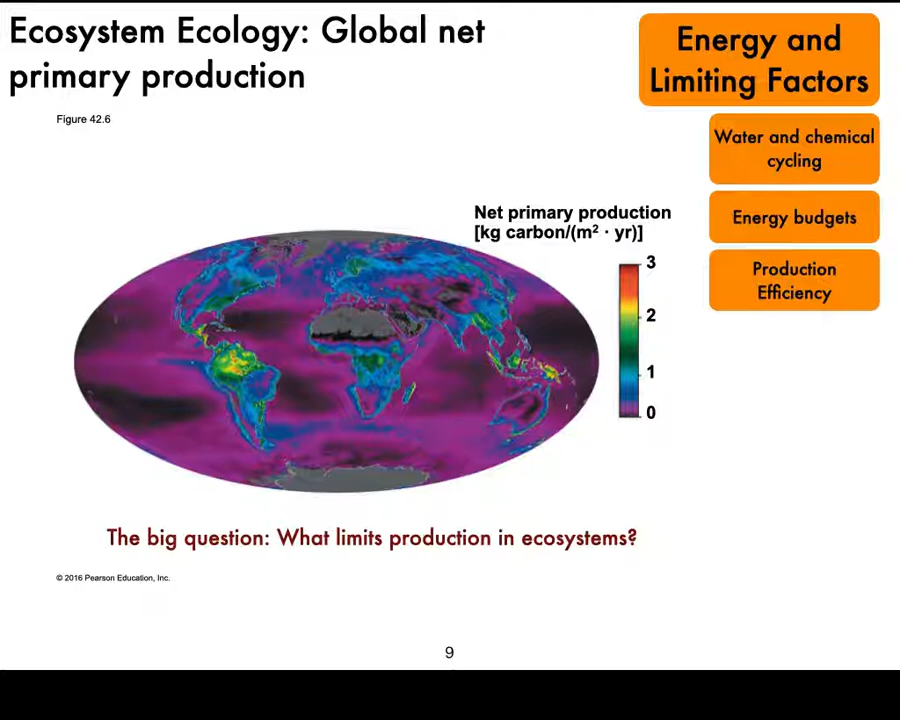 Ecosystem Ecology: Global net
primary production
Energy and
Limiting Factors
Figure 42.6
Water and chemical
cycling
Energy budgets
Production
Efficiency
Net primary production
[kg carbon/(m² · yr)]
3
2
1
0
The big question: What limits production in ecosystems?
© 2016 Pearson Education, Inc.
9